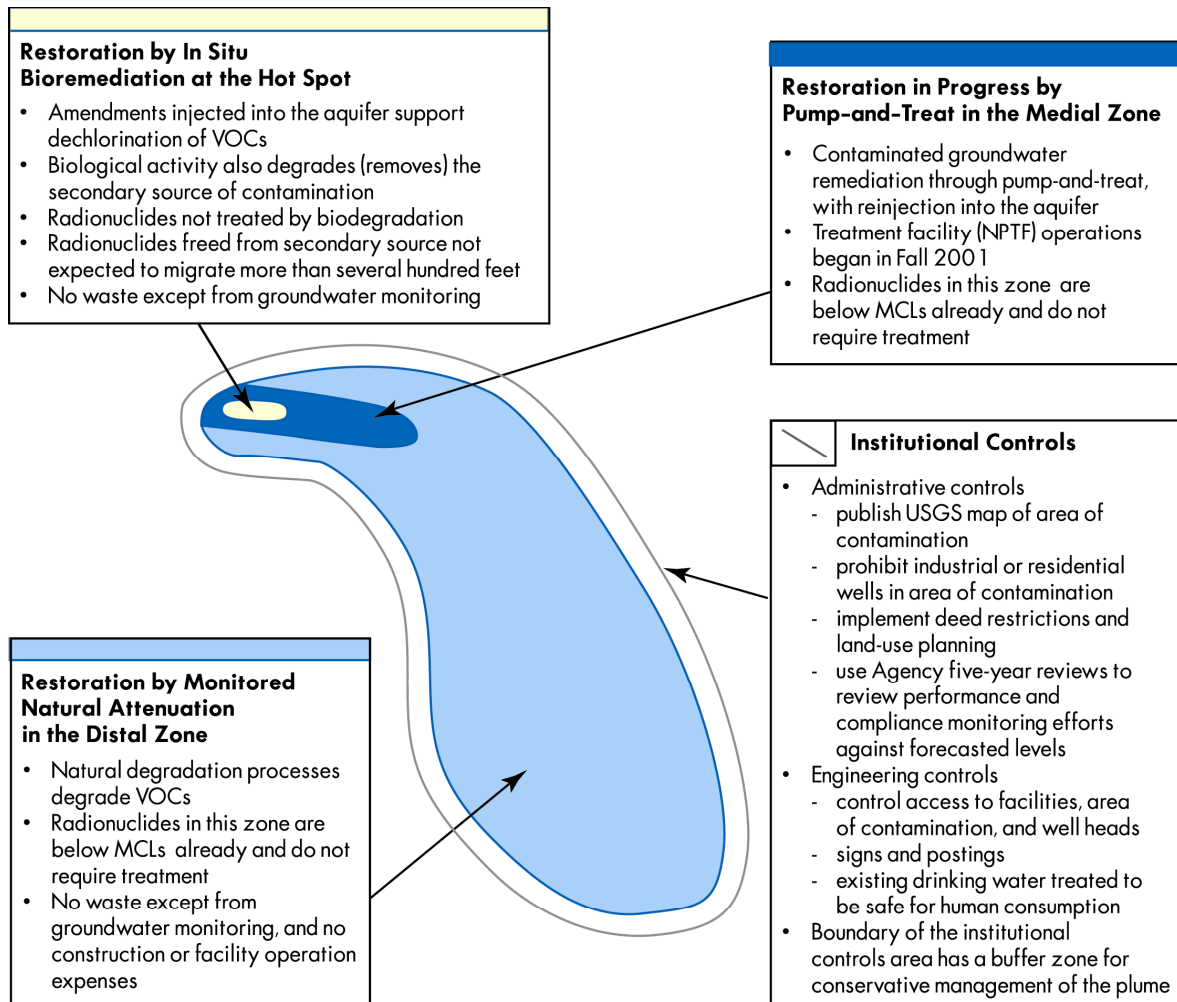 Restoration by In Situ
Bioremediation at the Hot Spot
• Amendments injected into the aquifer support
dechlorination of VOCs
• Biological activity also degrades (removes) the
secondary source of contamination
• Radionuclides not treated by biodegradation
• Radionuclides freed from secondary source not
expected to migrate more than several hundred feet
• No waste except from groundwater monitoring
Restoration in Progress by
Pump-and-Treat in the Medial Zone
• Contaminated groundwater
remediation through pump-and-treat,
with reinjection into the aquifer
• Treatment facility (NPTF) operations
began in Fall 2001
• Radionuclides in this zone are
below MCLs already and do not
require treatment
Institutional Controls
• Administrative controls
- publish USGS map of area of
contamination
- prohibit industrial or residential
wells in area of contamination
- implement deed restrictions and
land-use planning
- use Agency five-year reviews to
review performance and
compliance monitoring efforts
against forecasted levels
• Engineering controls
- control access to facilities, area
of contamination, and well heads
- signs and postings
- existing drinking water treated to
be safe for human consumption
• Boundary of the institutional
controls area has a buffer zone for
conservative management of the plume
Restoration by Monitored
Natural Attenuation
in the Distal Zone
• Natural degradation processes
degrade VOCs
• Radionuclides in this zone are
below MCLs already and do not
require treatment
• No waste except from
groundwater monitoring, and no
construction or facility operation
expenses